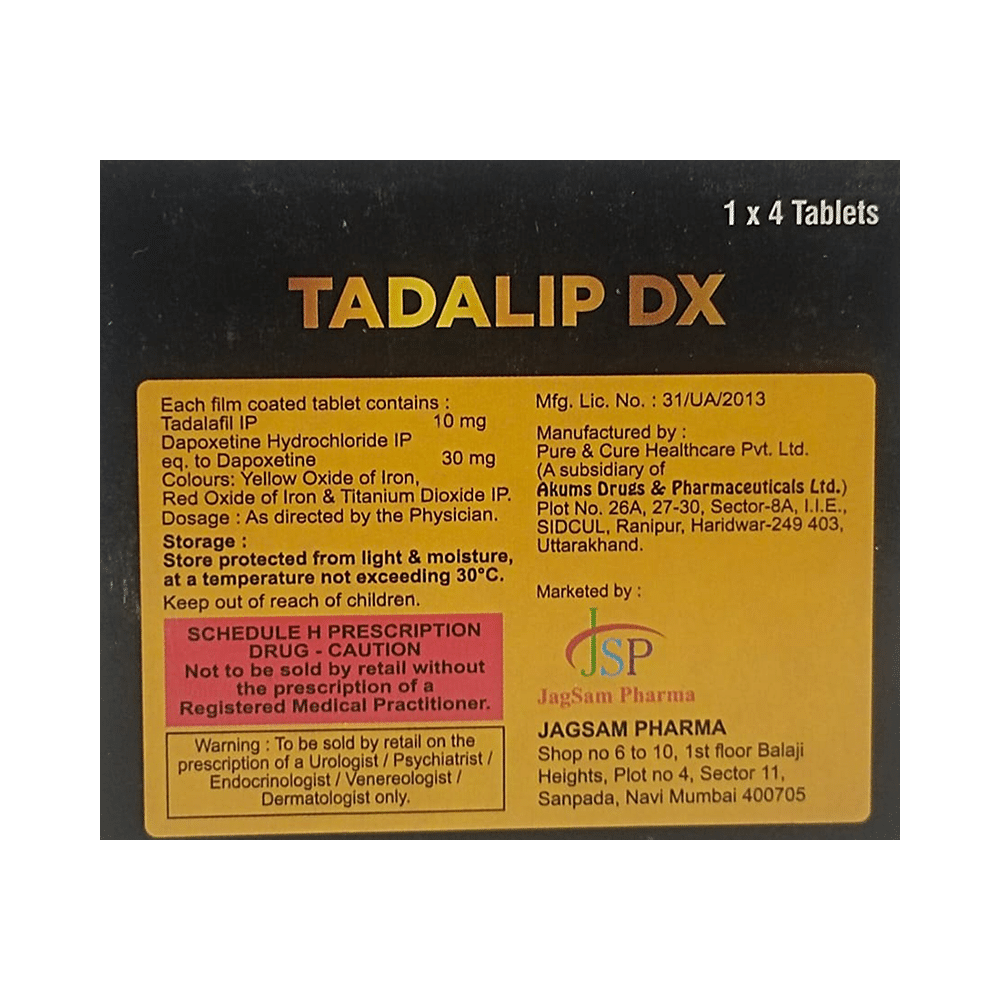 1 x 4 Tablets
TADALIP DX
Each film coated tablet contains :
Tadalafil IP 10 mg
Dapoxetine Hydrochloride IP
eq. to Dapoxetine 30 mg
Colours: Yellow Oxide of Iron,
Red Oxide of Iron & Titanium Dioxide IP.
Dosage : As directed by the Physician.
Storage :
Store protected from light & moisture,
at a temperature not exceeding 30°C.
Keep out of reach of children.
SCHEDULE H PRESCRIPTION
DRUG - CAUTION
Not to be sold by retail without
the prescription of a
Registered Medical Practitioner.
Warning : To be sold by retail on the
prescription of a Urologist / Psychiatrist /
Endocrinologist / Venereologist /
Dermatologist only.
Mfg. Lic. No. : 31/UA/2013
Manufactured by :
Pure & Cure Healthcare Pvt. Ltd.
(A subsidiary of
Akums Drugs & Pharmaceuticals Ltd.)
Plot No. 26A, 27-30, Sector-8A, I.I.E.,
SIDCUL, Ranipur, Haridwar-249 403,
Uttarakhand.
Marketed by :
JSP
JagSam Pharma
JAGSAM PHARMA
Shop no 6 to 10, 1st floor Balaji
Heights, Plot no 4, Sector 11,
Sanpada, Navi Mumbai 400705